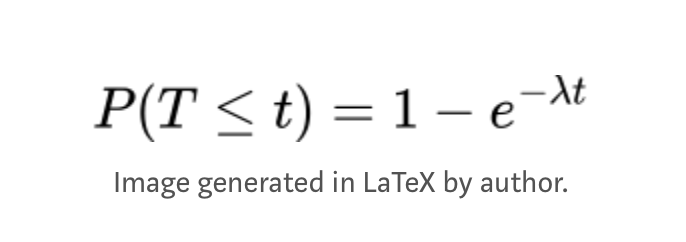 P(T ≤ t) = 1 − e^{−λt}
Image generated in LaTeX by author.